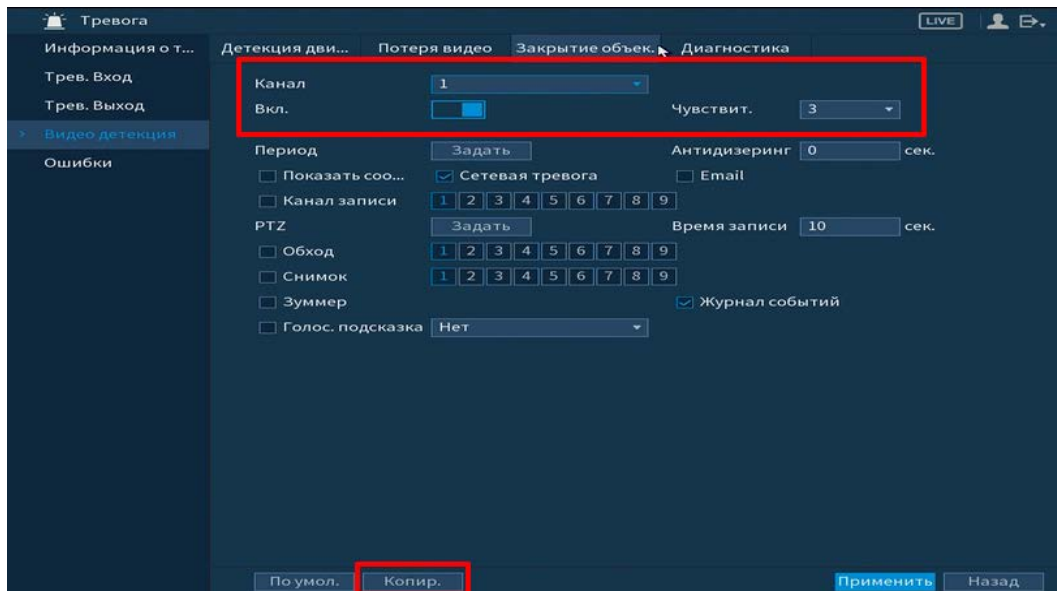 Тревога LIVE
Информация о т... Детекция дви... Потеря видео Закрытие объек. Диагностика
Трев. Вход Канал 1
Трев. Выход Вкл. Чувствит. 3
> Видео детекция
Ошибки Период Задать Антидизеринг 0 сек.
Показать соо... Сетевая тревога Email
Канал записи 1 2 3 4 5 6 7 8 9
PTZ Задать Время записи 10 сек.
Обход 1 2 3 4 5 6 7 8 9
Снимок 1 2 3 4 5 6 7 8 9
Зуммер Журнал событий
Голос. подсказка Нет
По умол. Копир. Применить Назад